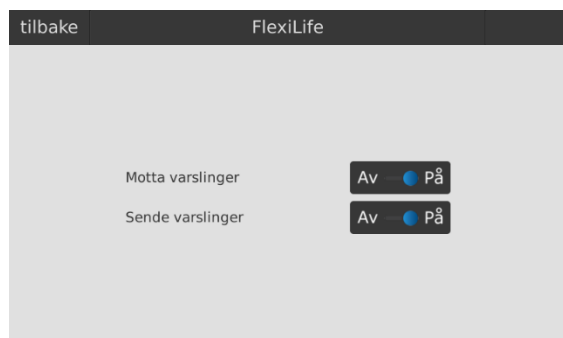 tilbake FlexiLife
Motta varslinger Av På
Sende varslinger Av På